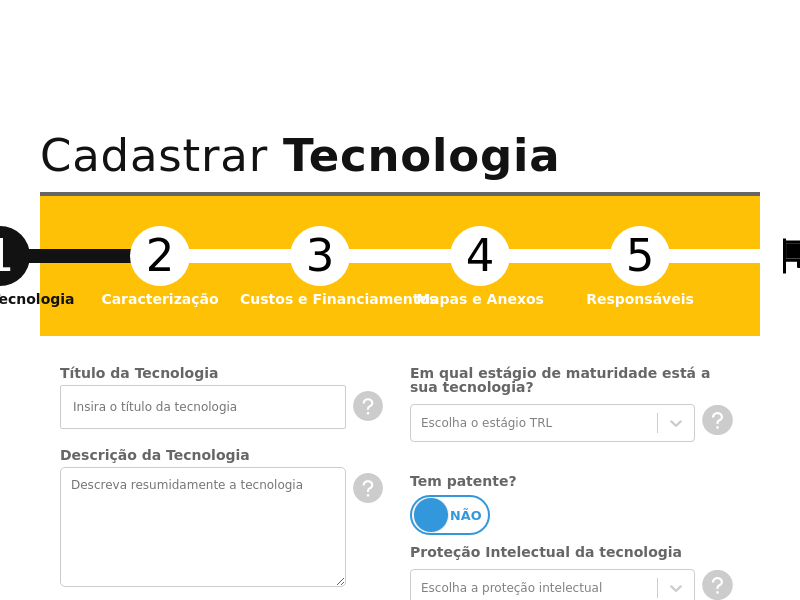 Cadastrar Tecnologia
1 2 3 4 5
ecnologia Caracterização Custos e Financiamentos Mapas e Anexos Responsáveis
Título da Tecnologia
Insira o título da tecnologia
?
Descrição da Tecnologia
Descreva resumidamente a tecnologia
?
Em qual estágio de maturidade está a
sua tecnologia?
Escolha o estágio TRL
?
Tem patente?
NÃO
Proteção Intelectual da tecnologia
Escolha a proteção intelectual
?